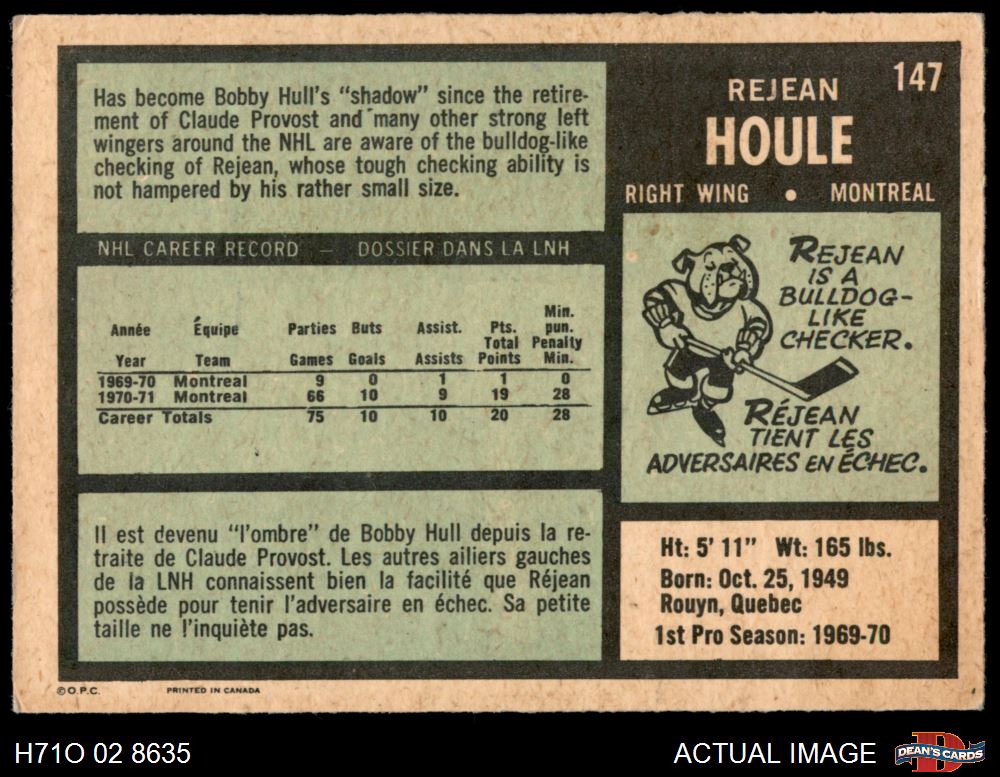 Has become Bobby Hull's "shadow" since the retire-
ment of Claude Provost and many other strong left
wingers around the NHL are aware of the bulldog-like
checking of Rejean, whose tough checking ability is
not hampered by his rather small size.
NHL CAREER RECORD — DOSSIER DANS LA LNH
Année Équipe Parties Buts Assist. Pts. Total Min. pun.
Year Team Games Goals Assists Points Penalty Min.
1969-70 Montreal 9 0 1 1 0
1970-71 Montreal 66 10 9 19 28
Career Totals 75 10 10 20 28
Il est devenu "l'ombre" de Bobby Hull depuis la re-
traite de Claude Provost. Les autres ailiers gauches
de la LNH connaissent bien la facilité que Réjean
possède pour tenir l'adversaire en échec. Sa petite
taille ne l'inquiète pas.
147
REJEAN
HOULE
RIGHT WING • MONTREAL
REJEAN
IS A
BULLDOG-
LIKE
CHECKER.
RÉJEAN
TIENT LES
ADVERSAIRES EN ÉCHEC.
Ht: 5' 11" Wt: 165 lbs.
Born: Oct. 25, 1949
Rouyn, Quebec
1st Pro Season: 1969-70
© O.P.C. PRINTED IN CANADA
H71O 02 8635 ACTUAL IMAGE DEAN'S CARDS